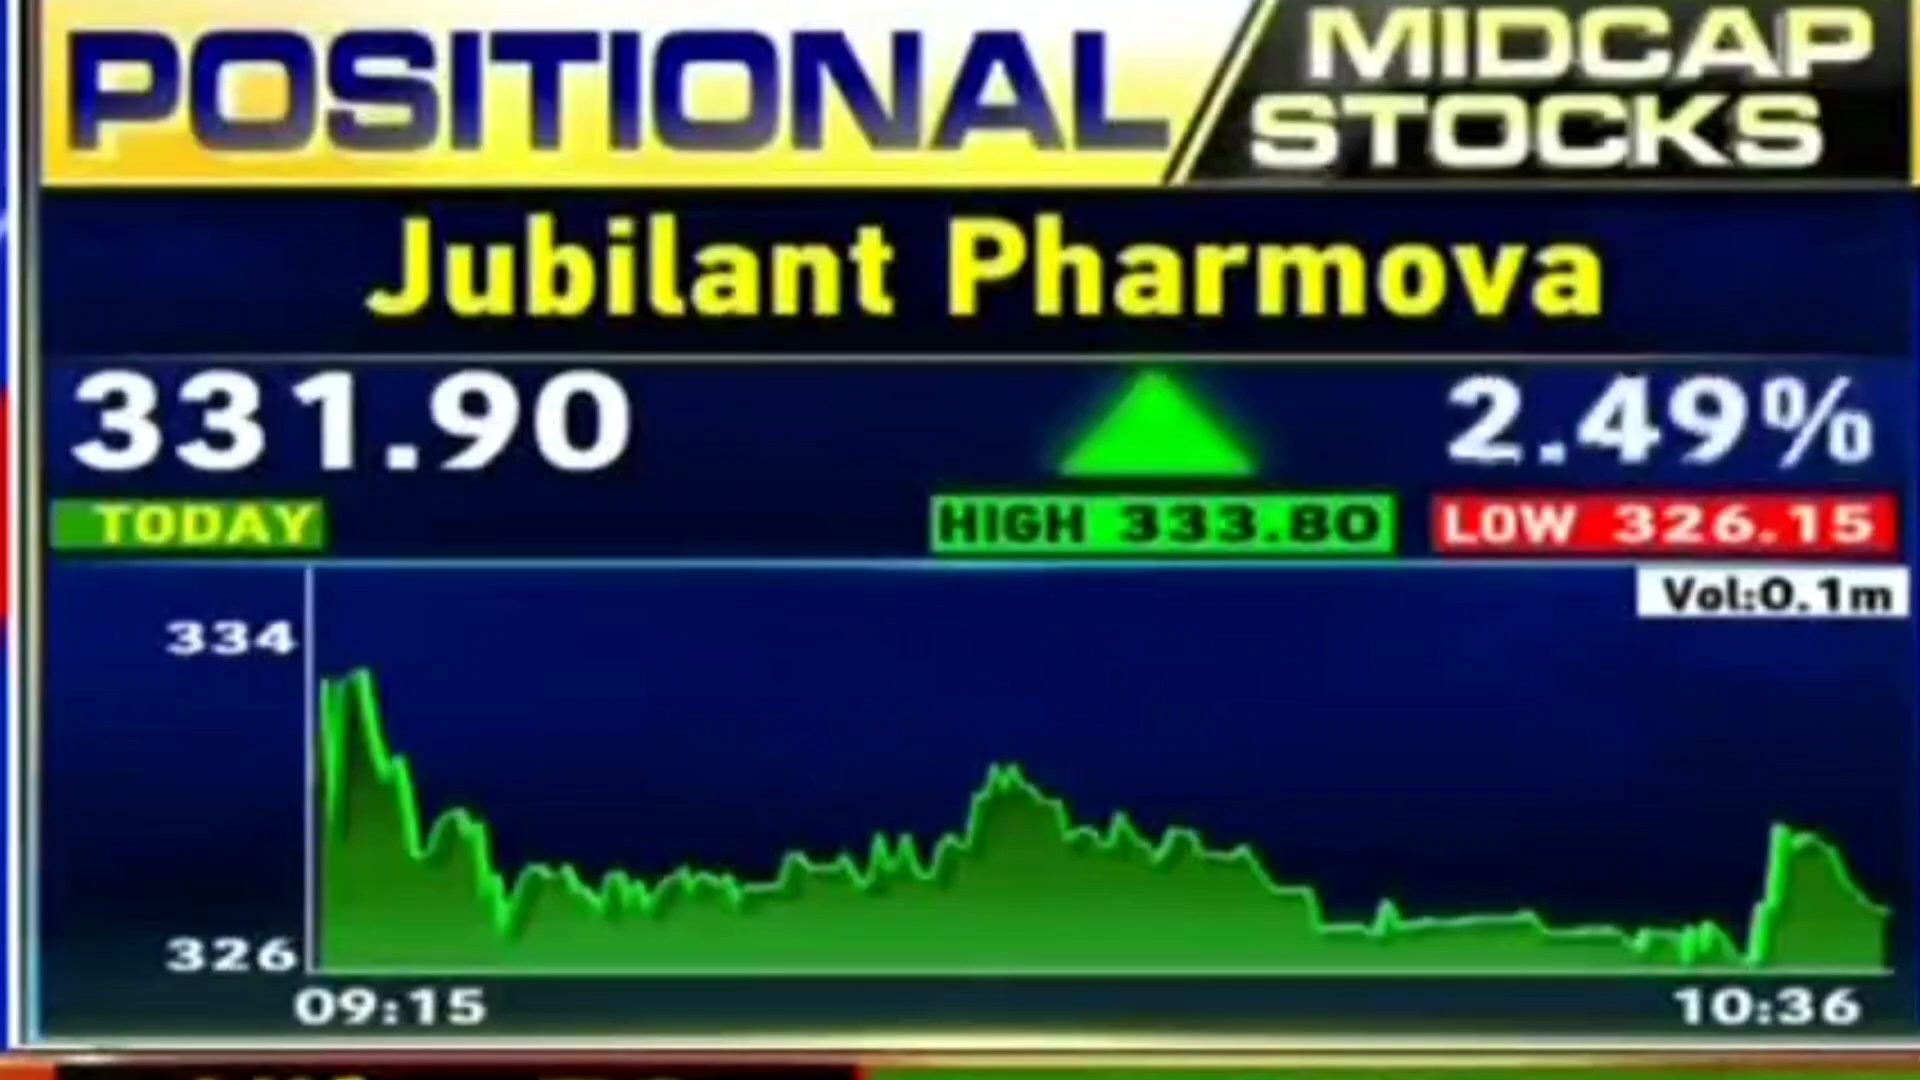 POSITIONAL
MIDCAP
STOCKS
Jubilant Pharmova
331.90
2.49%
TODAY
HIGH 333.80
LOW 326.15
Vol:0.1m
334
326
09:15
10:36